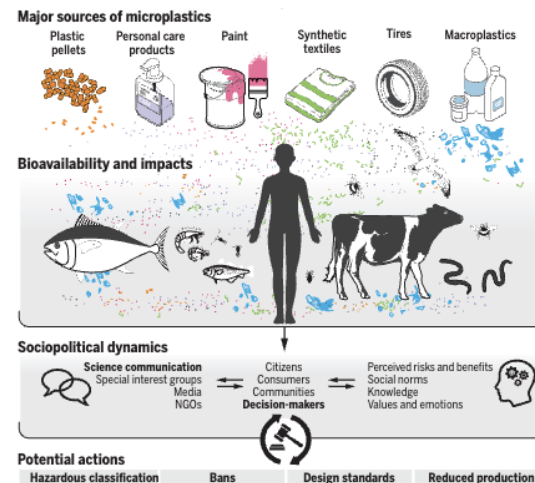 Major sources of microplastics
Plastic pellets
Personal care products
Paint
Synthetic textiles
Tires
Macroplastics
Bioavailability and impacts
Sociopolitical dynamics
Science communication
Special interest groups
Media
NGOs
Citizens
Consumers
Communities
Decision-makers
Perceived risks and benefits
Social norms
Knowledge
Values and emotions
Potential actions
Hazardous classification
Bans
Design standards
Reduced production